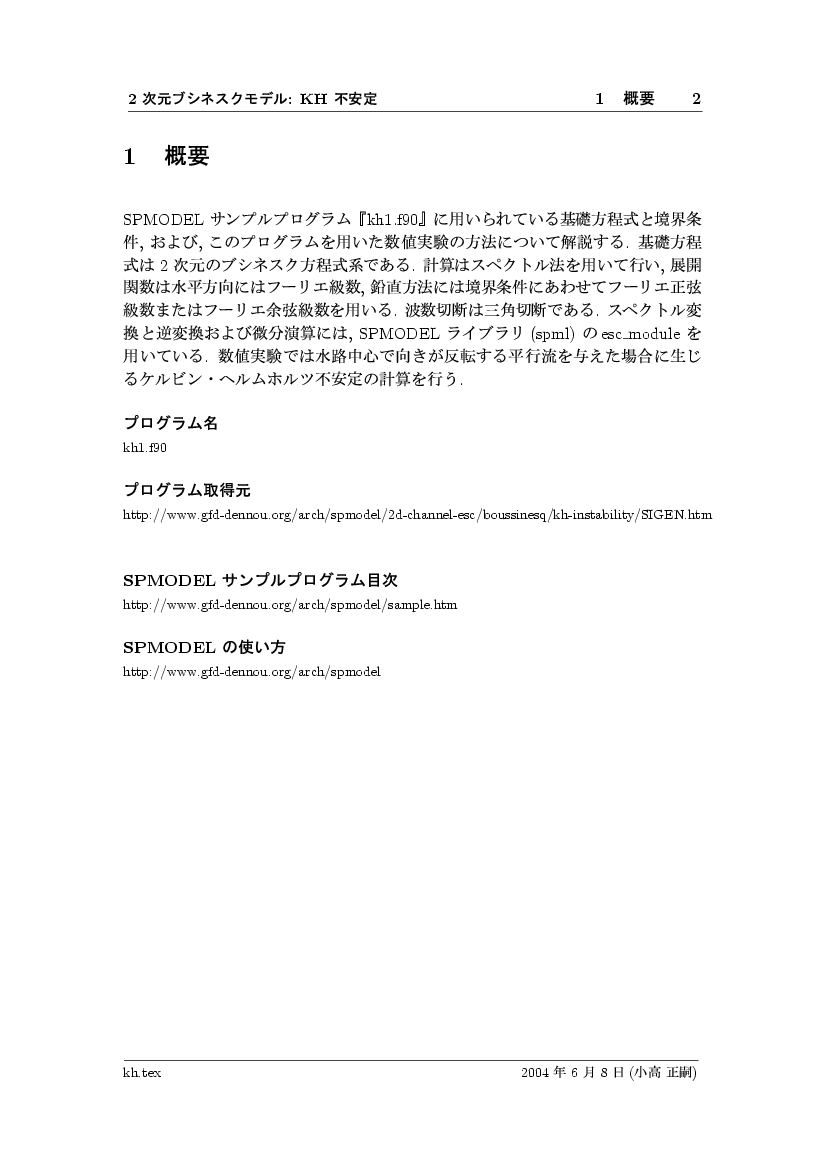 2 次元ブシネスクモデル: KH 不安定 1 概要 2
1 概要
SPMODEL サンプルプログラム『kh1.f90』に用いられている基礎方程式と境界条
件, および, このプログラムを用いた数値実験の方法について解説する. 基礎方程
式は 2 次元のブシネスク方程式系である. 計算はスペクトル法を用いて行い, 展開
関数は水平方向にはフーリエ級数, 鉛直方法には境界条件にあわせてフーリエ正弦
級数またはフーリエ余弦級数を用いる. 波数切断は三角切断である. スペクトル変
換と逆変換および微分演算には, SPMODEL ライブラリ (spml) の esc_module を
用いている. 数値実験では水路中心で向きが反転する平行流を与えた場合に生じ
るケルビン・ヘルムホルツ不安定の計算を行う.
プログラム名
kh1.f90
プログラム取得元
http://www.gfd-dennou.org/arch/spmodel/2d-channel-esc/boussinesq/kh-instability/SIGEN.htm
SPMODEL サンプルプログラム目次
http://www.gfd-dennou.org/arch/spmodel/sample.htm
SPMODEL の使い方
http://www.gfd-dennou.org/arch/spmodel
kh.tex 2004 年 6 月 8 日 (小高 正嗣)